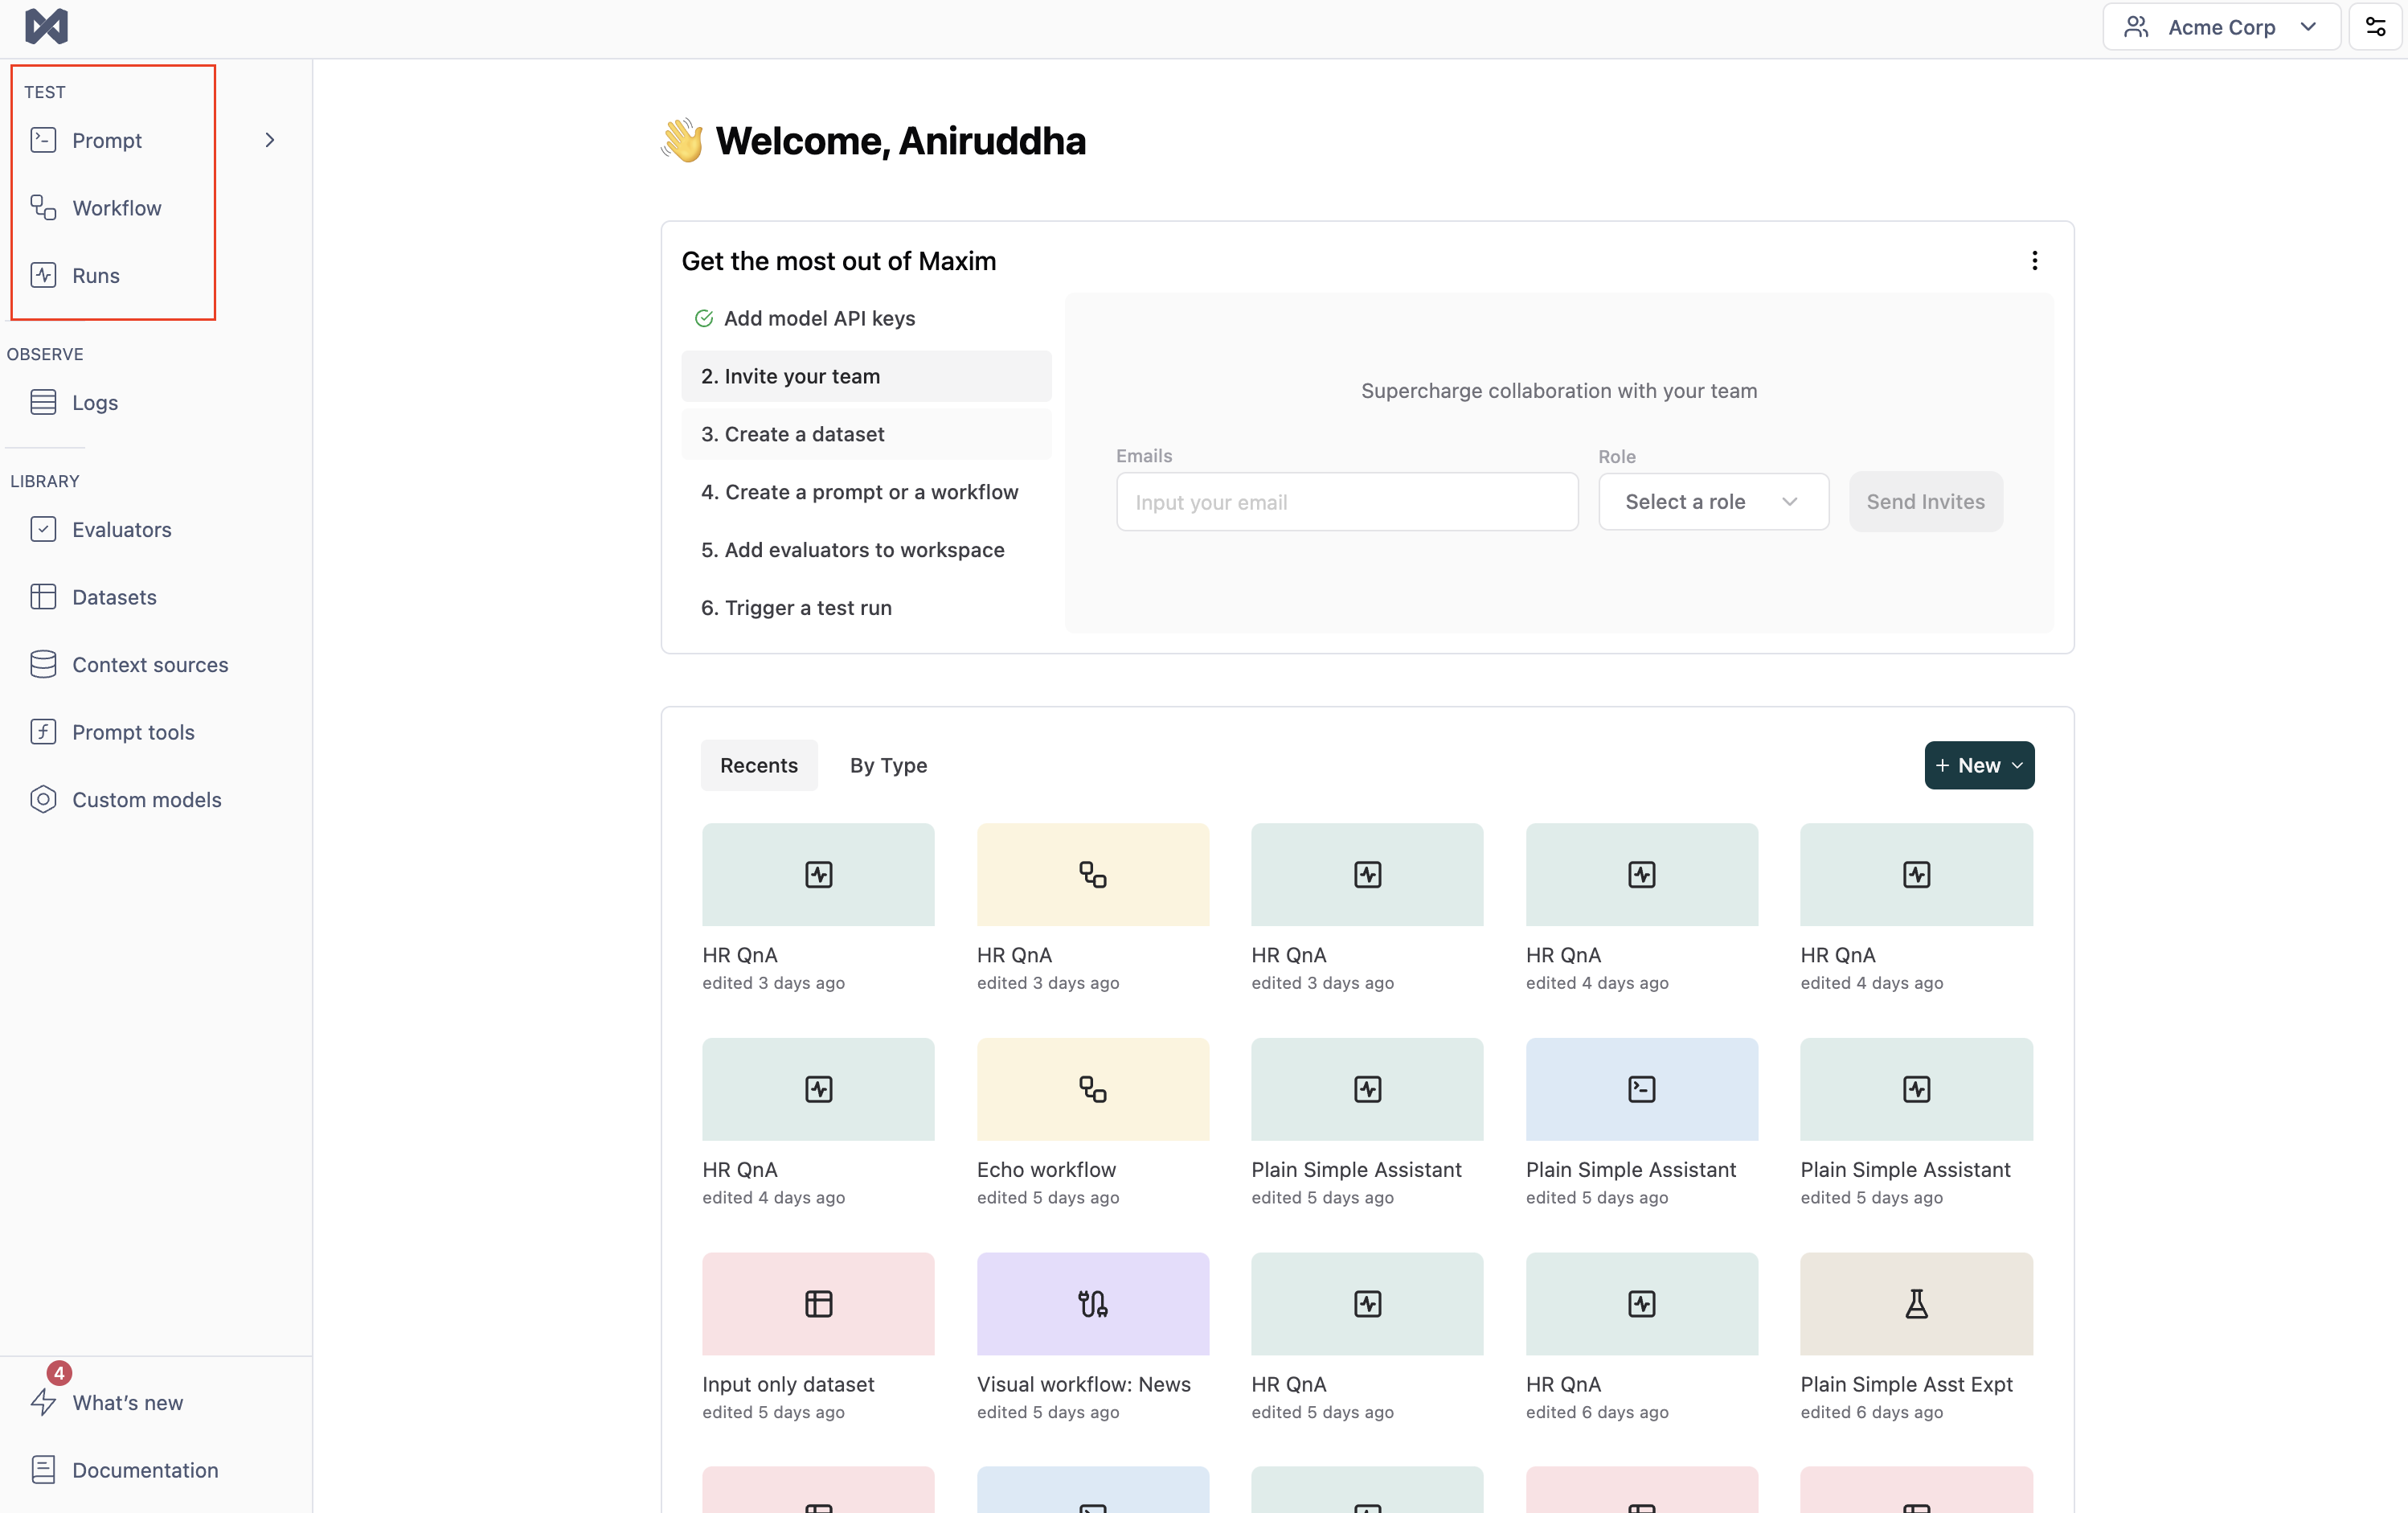 Acme Corp
TEST
Prompt
Workflow
Runs
OBSERVE
Logs
LIBRARY
Evaluators
Datasets
Context sources
Prompt tools
Custom models
4
What's new
Documentation
👋 Welcome, Aniruddha
Get the most out of Maxim
Add model API keys
2. Invite your team
3. Create a dataset
4. Create a prompt or a workflow
5. Add evaluators to workspace
6. Trigger a test run
Supercharge collaboration with your team
Emails
Input your email
Role
Select a role
Send Invites
Recents
By Type
+ New
HR QnA
edited 3 days ago
HR QnA
edited 3 days ago
HR QnA
edited 3 days ago
HR QnA
edited 4 days ago
HR QnA
edited 4 days ago
HR QnA
edited 4 days ago
Echo workflow
edited 5 days ago
Plain Simple Assistant
edited 5 days ago
Plain Simple Assistant
edited 5 days ago
Plain Simple Assistant
edited 5 days ago
Input only dataset
edited 5 days ago
Visual workflow: News
edited 5 days ago
HR QnA
edited 5 days ago
HR QnA
edited 6 days ago
Plain Simple Asst Expt
edited 6 days ago